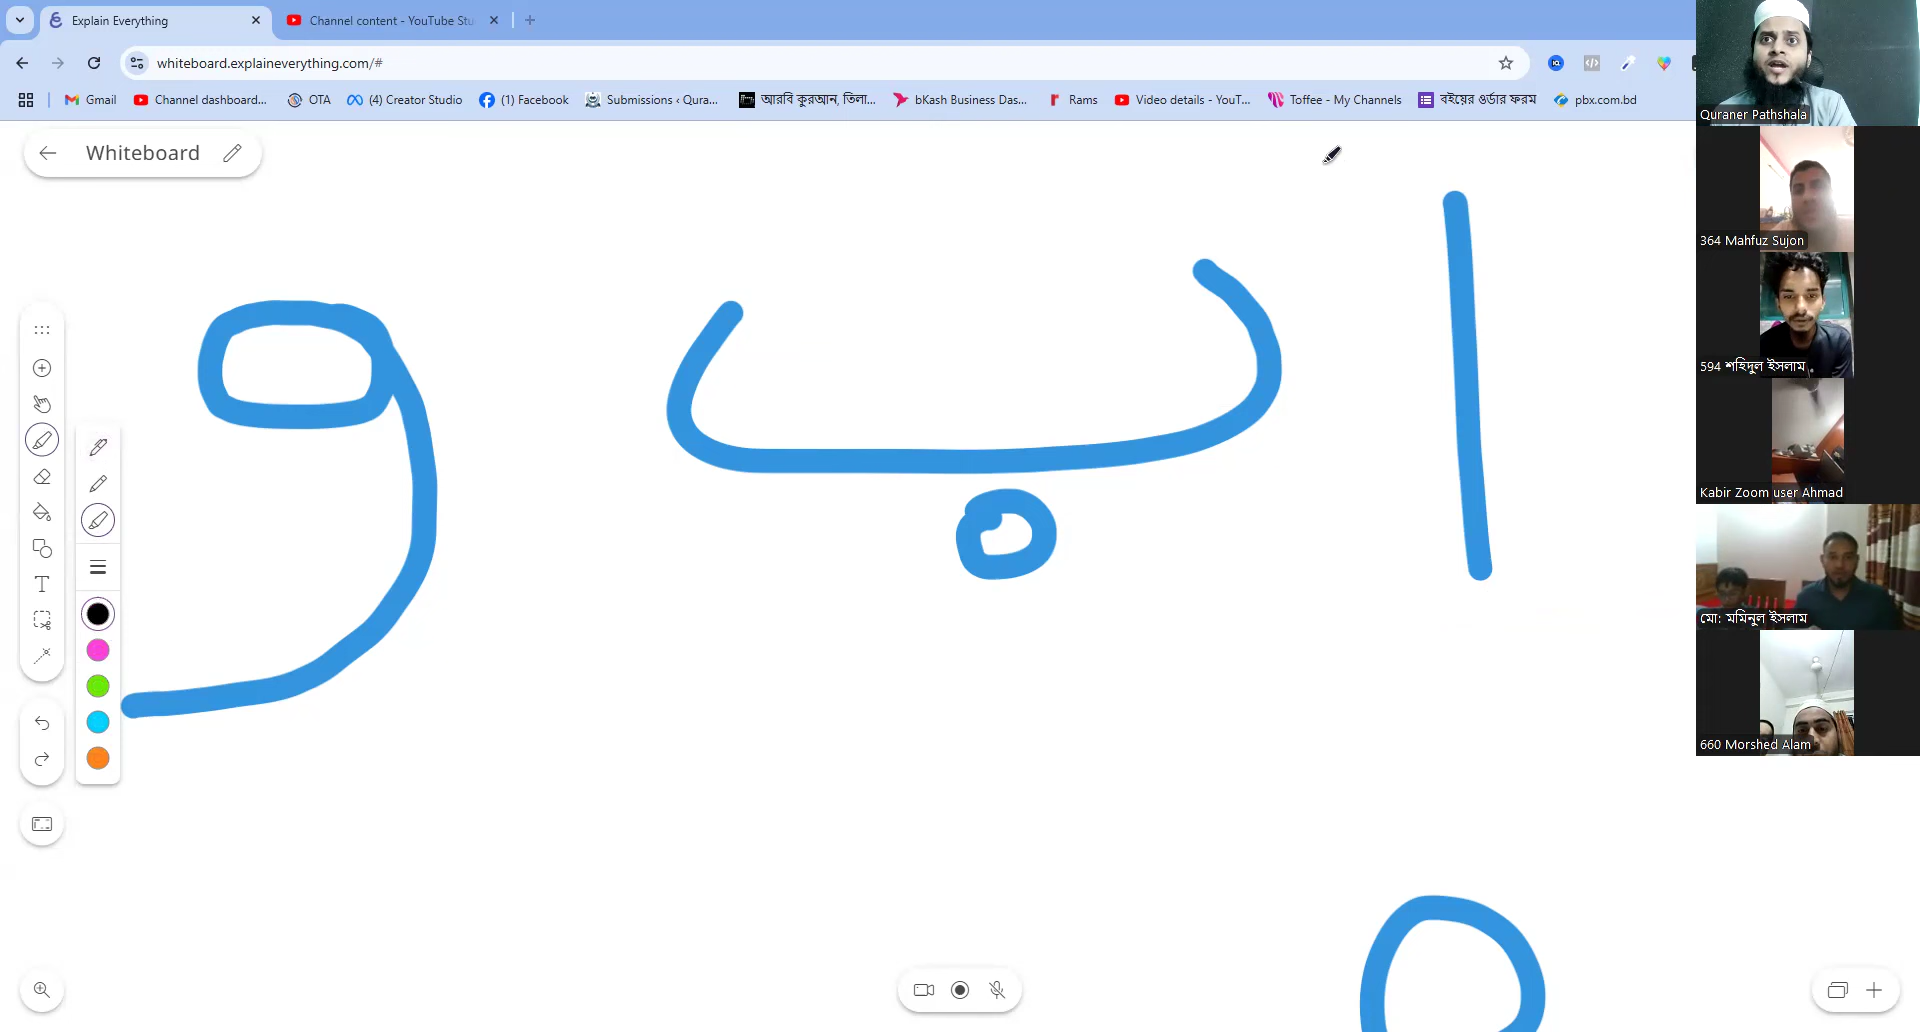 Explain Everything Channel content - YouTube Stu
whiteboard.explaineverything.com/#
Gmail Channel dashboard... OTA (4) Creator Studio (1) Facebook Submissions ‹ Qura... আরবি কুরআন, তিলা... bKash Business Das... Rams Video details - YouT... Toffee - My Channels বইয়ের ওর্ডার ফরম pbx.com.bd
Whiteboard
ا ب و
T
Quraner Pathshala
364 Mahfuz Sujon
594 শহিদুল ইসলাম
Kabir Zoom user Ahmad
মো: মমিনুল ইসলাম
660 Morshed Alam